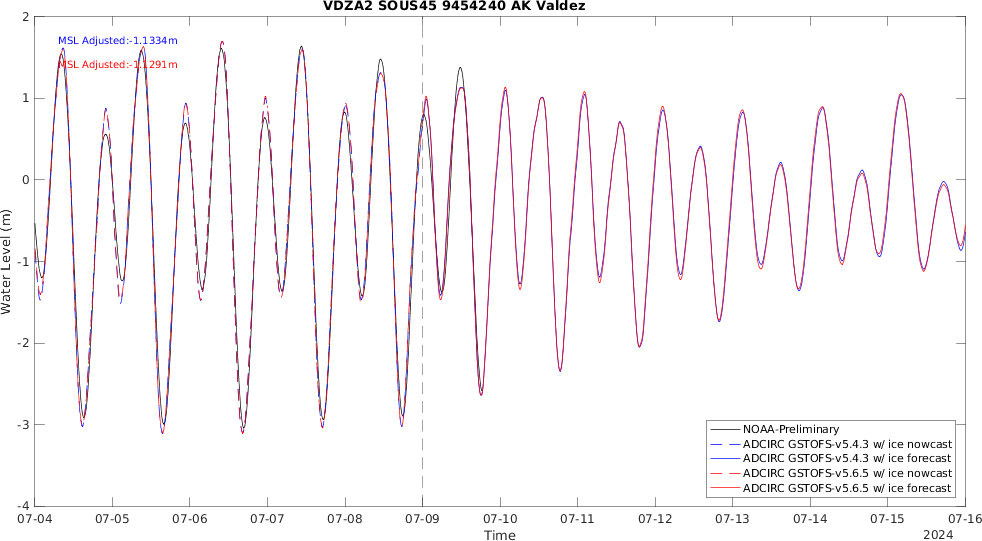 VDZA2 SOUS45 9454240 AK Valdez
MSL Adjusted:-1.1334m
MSL Adjusted:-1.1291m
2
1
0
-1
-2
-3
-4
Water Level (m)
NOAA-Preliminary
ADCIRC GSTOFS-v5.4.3 w/ ice nowcast
ADCIRC GSTOFS-v5.4.3 w/ ice forecast
ADCIRC GSTOFS-v5.6.5 w/ ice nowcast
ADCIRC GSTOFS-v5.6.5 w/ ice forecast
07-04 07-05 07-06 07-07 07-08 07-09 07-10 07-11 07-12 07-13 07-14 07-15 07-16
Time
2024